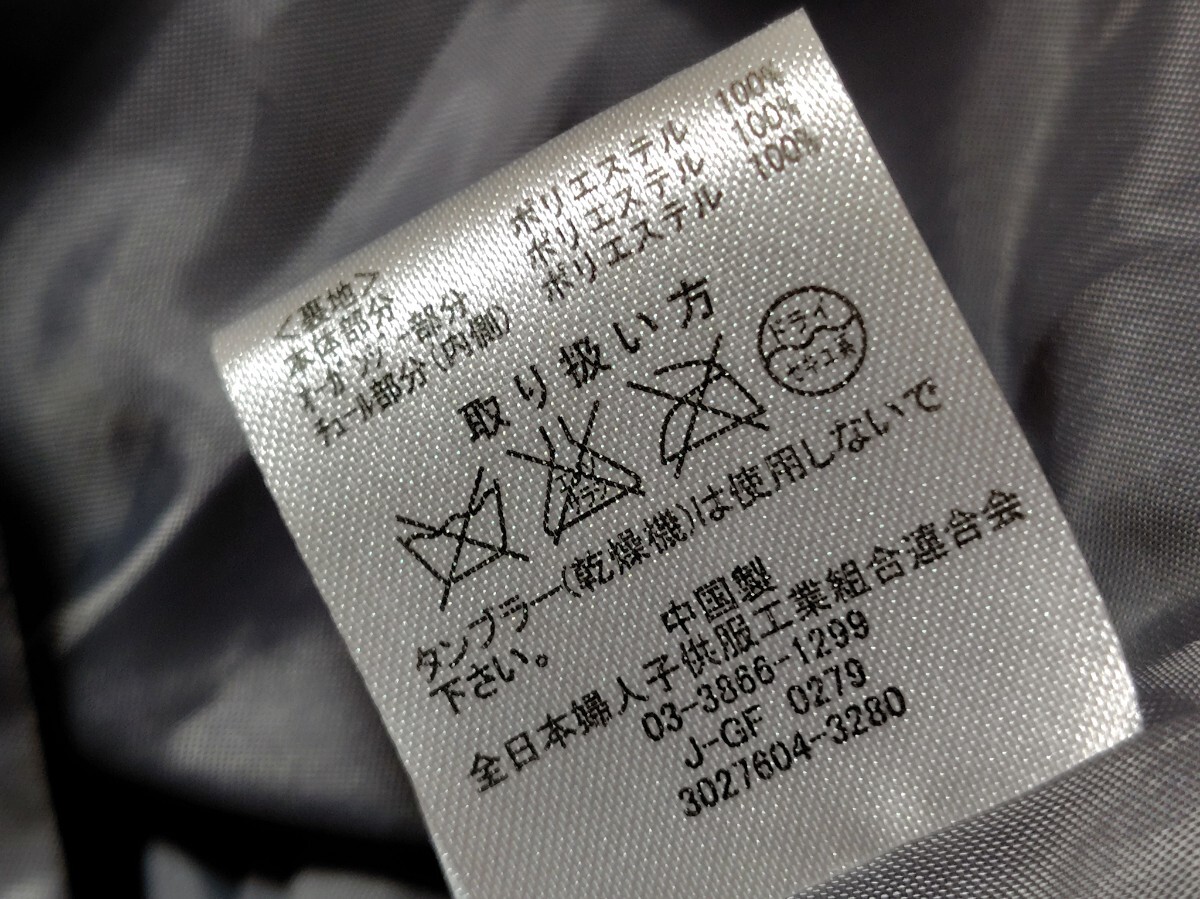 <裏地>
本体部分 ポリエステル 100%
オーガンジー部分 ポリエステル 100%
チュール部分(内側) ポリエステル 100%
取り扱い方
ドライ
セキユ系
タンブラー(乾燥機)は使用しないで
下さい。
中国製
全日本婦人子供服工業組合連合会
03-3866-1299
J-GF 0279
3027604-3280